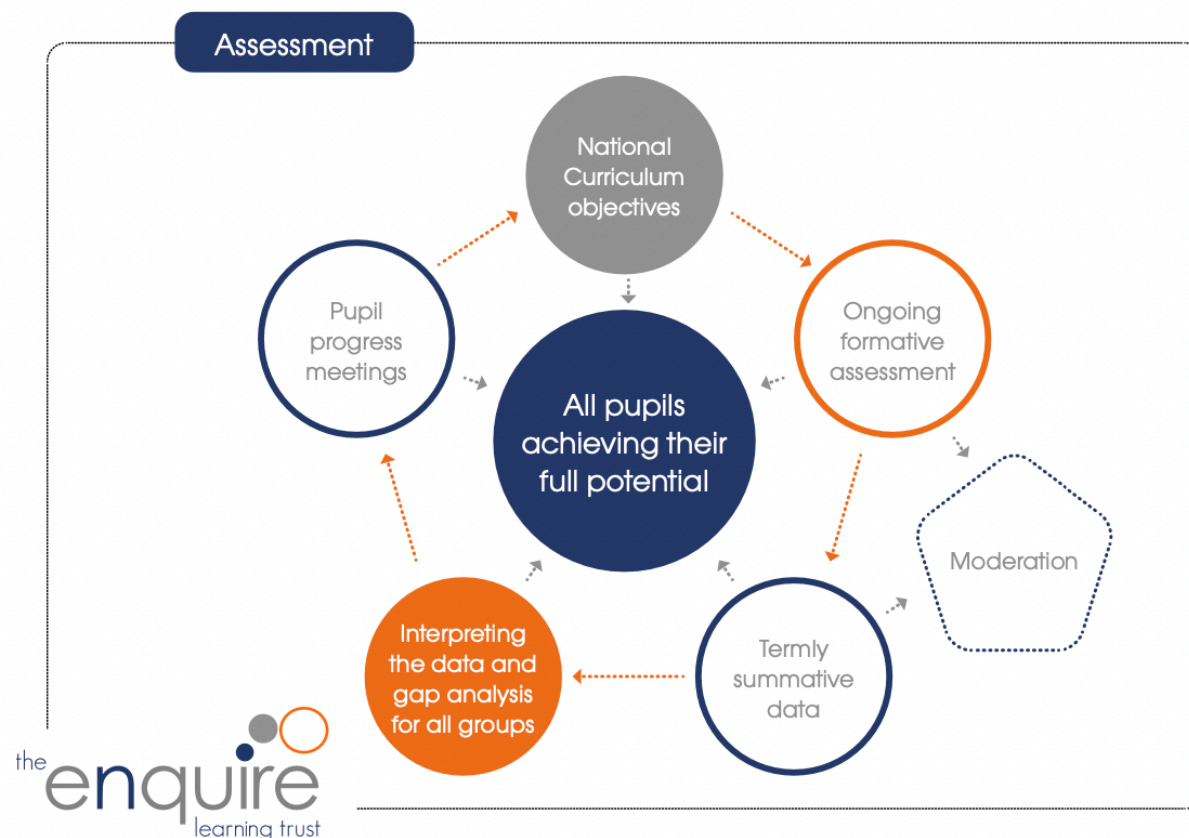 Assessment
National
Curriculum
objectives
Pupil
progress
meetings
Ongoing
formative
assessment
All pupils
achieving their
full potential
Moderation
Interpreting
the data and
gap analysis
for all groups
Termly
summative
data
the
enquire
learning trust